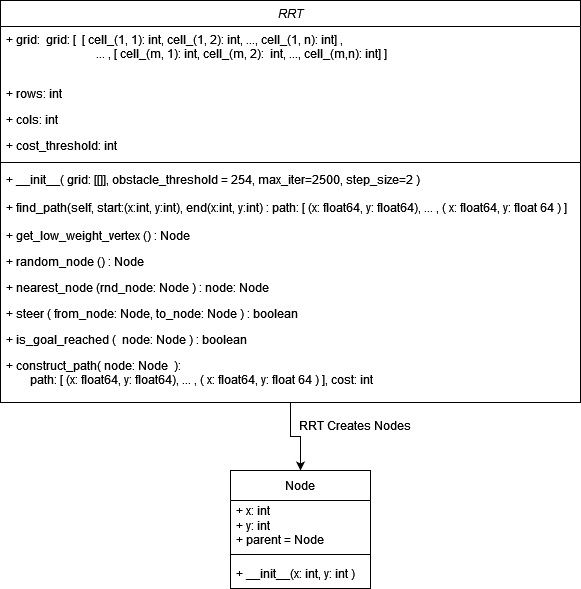 RRT
+ grid:  grid: [  [ cell_(1, 1): int, cell_(1, 2): int, ..., cell_(1, n): int] ,
... , [ cell_(m, 1): int, cell_(m, 2):  int, ..., cell_(m,n): int] ]
+ rows: int
+ cols: int
+ cost_threshold: int
+ __init__( grid: [[]], obstacle_threshold = 254, max_iter=2500, step_size=2 )
+ find_path(self, start:(x:int, y:int), end(x:int, y:int) : path: [ (x: float64, y: float64), ... , ( x: float64, y: float 64 ) ]
+ get_low_weight_vertex () : Node
+ random_node () : Node
+ nearest_node (rnd_node: Node ) : node: Node
+ steer ( from_node: Node, to_node: Node ) : boolean
+ is_goal_reached (  node: Node ) : boolean
+ construct_path( node: Node  ):
path: [ (x: float64, y: float64), ... , ( x: float64, y: float 64 ) ], cost: int
RRT Creates Nodes
Node
+ x: int
+ y: int
+ parent = Node
+ __init__(x: int, y: int )